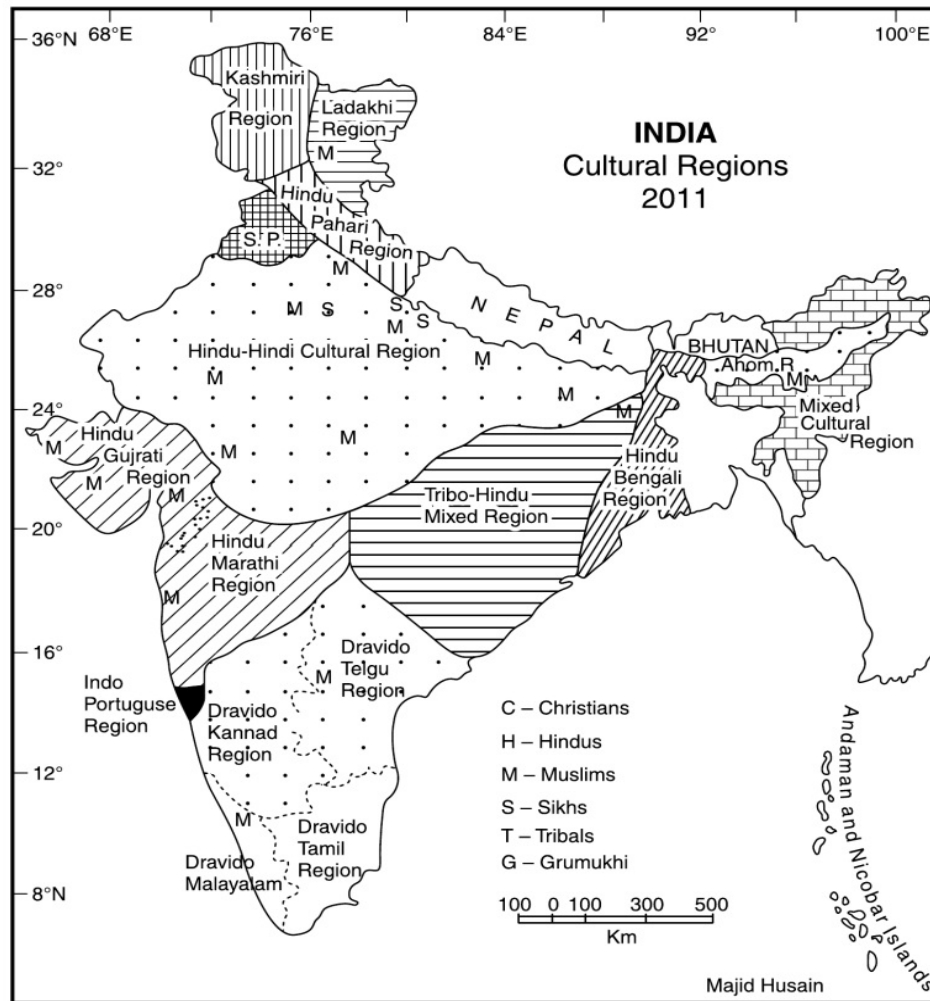 68°E 76°E 84°E 92° 100°E
36°N
32°
28°
24°
20°
16°
12°
8°N
INDIA
Cultural Regions
2011
Kashmiri
Region
Ladakhi
Region
M
Hindu
Pahari
Region
S. P.
M
M S
S
M S
Hindu-Hindi Cultural Region
M
M
M
M
M
M
NEPAL
BHUTAN
Ahom R
M
Mixed
Cultural
Region
Hindu
Gujrati
Region
M
M
M
Hindu
Bengali
Region
Tribo-Hindu
Mixed Region
Hindu
Marathi
Region
M
Dravido
Telgu
Region
M
Indo
Portuguse
Region
Dravido
Kannad
Region
M
Dravido
Tamil
Region
Dravido
Malayalam
C – Christians
H – Hindus
M – Muslims
S – Sikhs
T – Tribals
G – Grumukhi
100 0 100 300 500
Km
Andaman and Nicobar Islands
Majid Husain